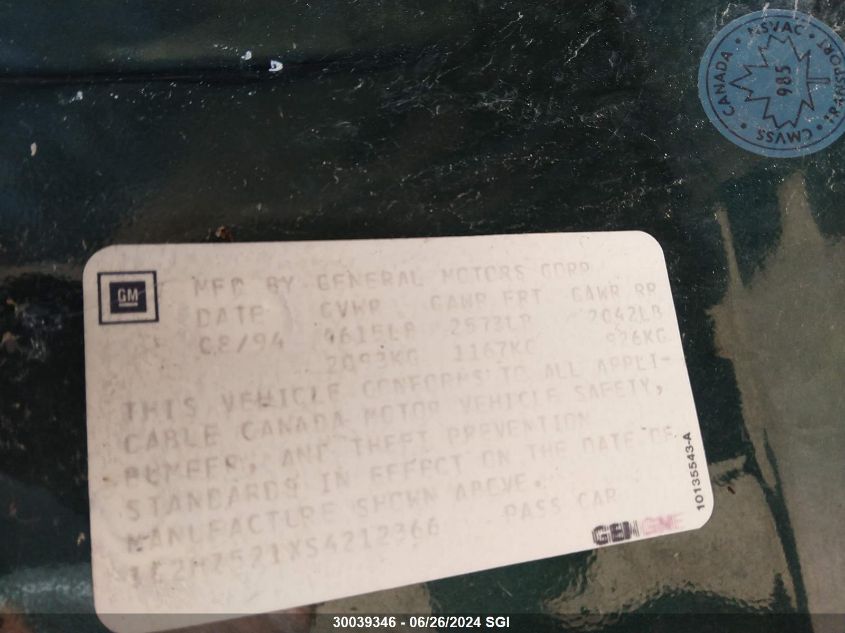 NSVAC
CANADA
TRANSPORT
CMVSS
985
GM
MFD BY GENERAL MOTORS CORP
DATE GVWR GAWR FRT GAWR RR
08/94 4615LB 2573LB 2042LB
2093KG 1167KG 926KG
THIS VEHICLE CONFORMS TO ALL APPLI-
CABLE CANADA MOTOR VEHICLE SAFETY,
BUMPER, AND THEFT PREVENTION
STANDARDS IN EFFECT ON THE DATE OF
MANUFACTURE SHOWN ABOVE.
PASS CAR
10135543-A
30039346 - 06/26/2024 SGI